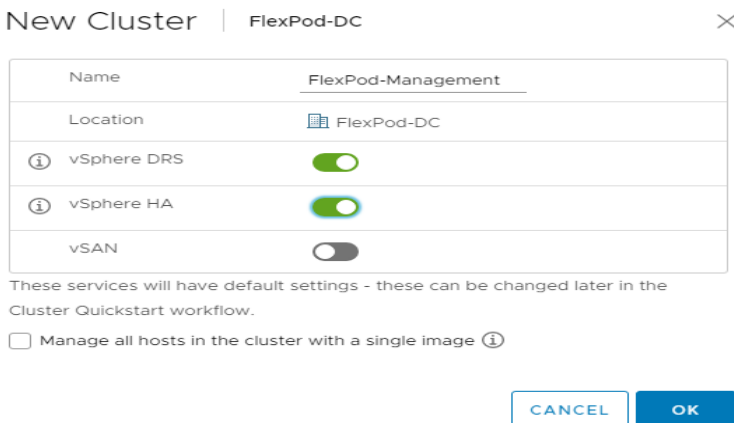 New Cluster FlexPod-DC
Name FlexPod-Management
Location FlexPod-DC
vSphere DRS
vSphere HA
vSAN
These services will have default settings - these can be changed later in the
Cluster Quickstart workflow.
Manage all hosts in the cluster with a single image
CANCEL OK